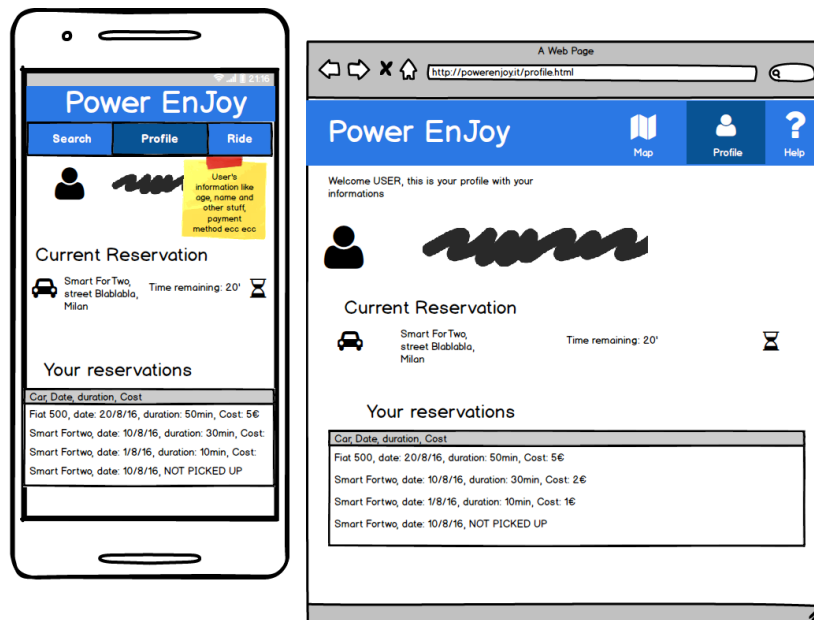 21:16
Power EnJoy
Search Profile Ride
User's
information like
age, name and
other stuff,
payment
method ecc ecc
Current Reservation
Smart ForTwo,
street Blablabla,
Milan
Time remaining: 20'
Your reservations
Car, Date, duration, Cost
Fiat 500, date: 20/8/16, duration: 50min, Cost: 5€
Smart Fortwo, date: 10/8/16, duration: 30min, Cost:
Smart Fortwo, date: 1/8/16, duration: 10min, Cost:
Smart Fortwo, date: 10/8/16, NOT PICKED UP
A Web Page
http://powerenjoy.it/profile.html
Power EnJoy
Map Profile Help
Welcome USER, this is your profile with your
informations
Current Reservation
Smart ForTwo,
street Blablabla,
Milan
Time remaining: 20'
Your reservations
Car, Date, duration, Cost
Fiat 500, date: 20/8/16, duration: 50min, Cost: 5€
Smart Fortwo, date: 10/8/16, duration: 30min, Cost: 2€
Smart Fortwo, date: 1/8/16, duration: 10min, Cost: 1€
Smart Fortwo, date: 10/8/16, NOT PICKED UP